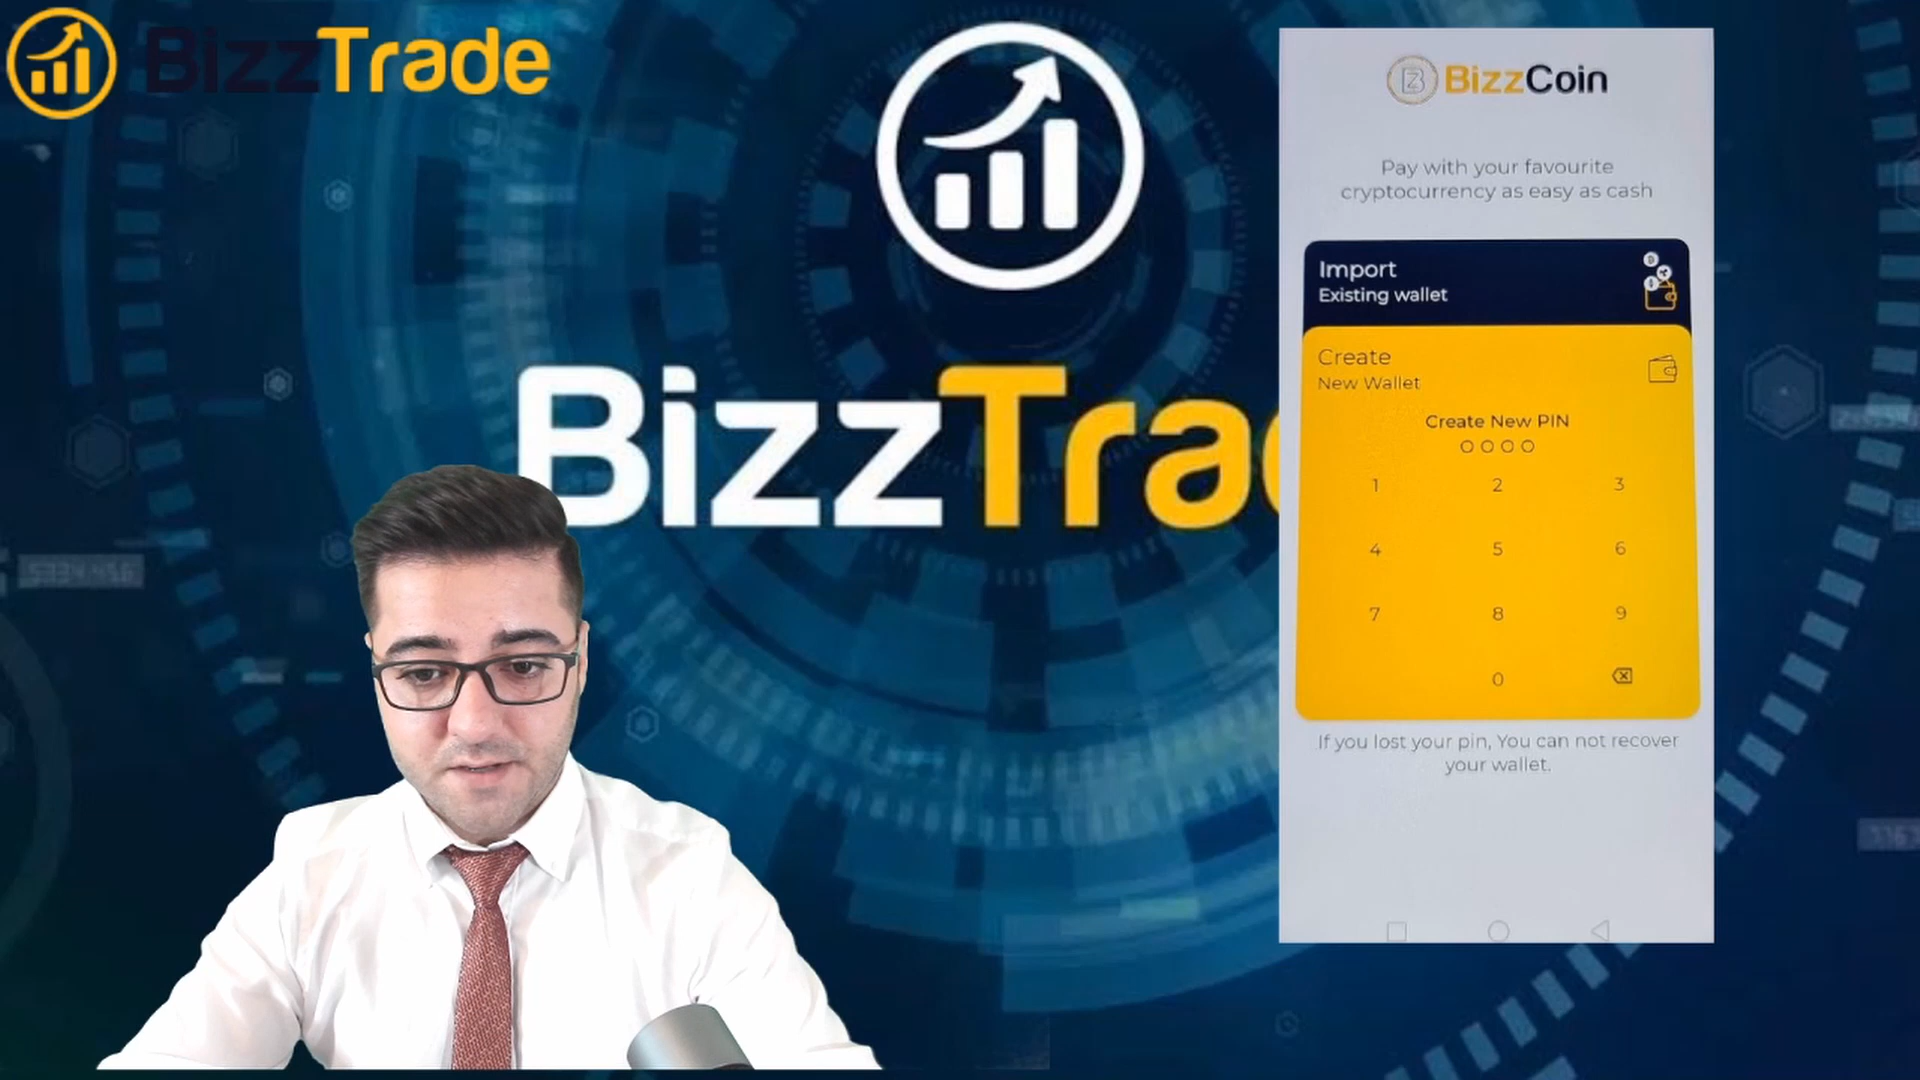 BizzTrade
BizzTrade
BizzCoin
Pay with your favourite
cryptocurrency as easy as cash
Import
Existing wallet
Create
New Wallet
Create New PIN
1 2 3
4 5 6
7 8 9
0
If you lost your pin, You can not recover
your wallet.